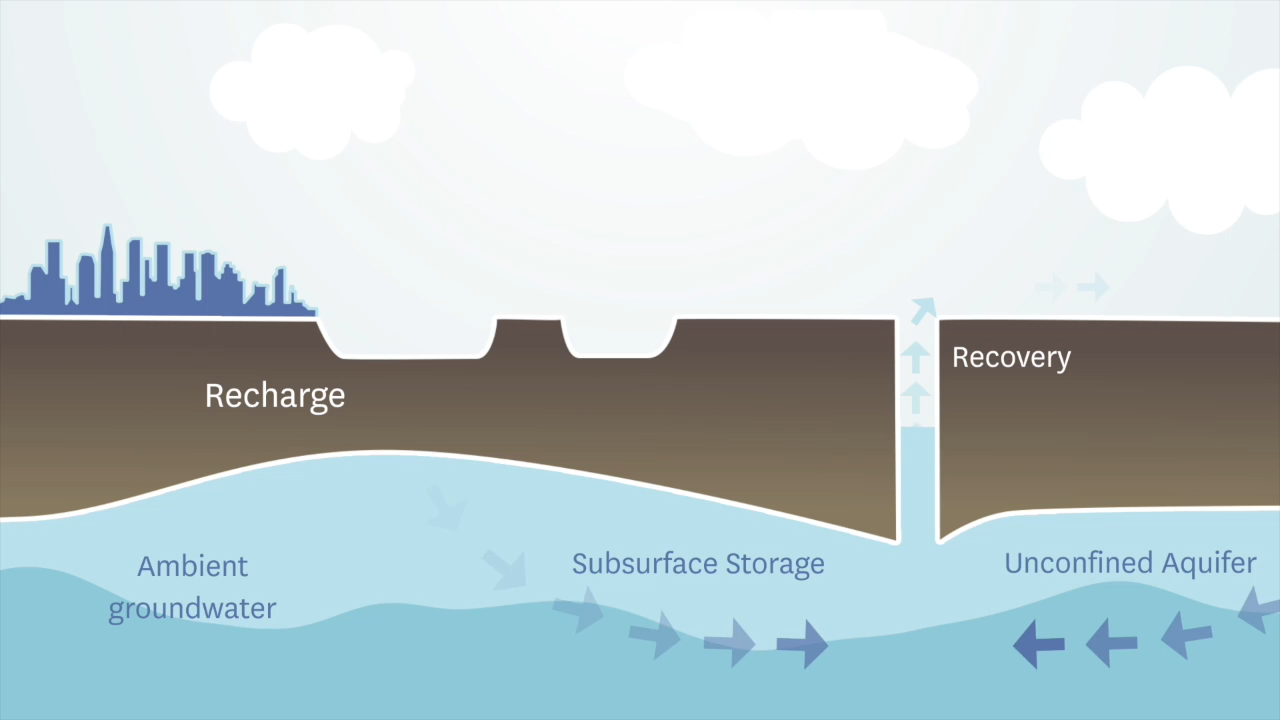 Recharge
Recovery
Ambient
groundwater
Subsurface Storage
Unconfined Aquifer